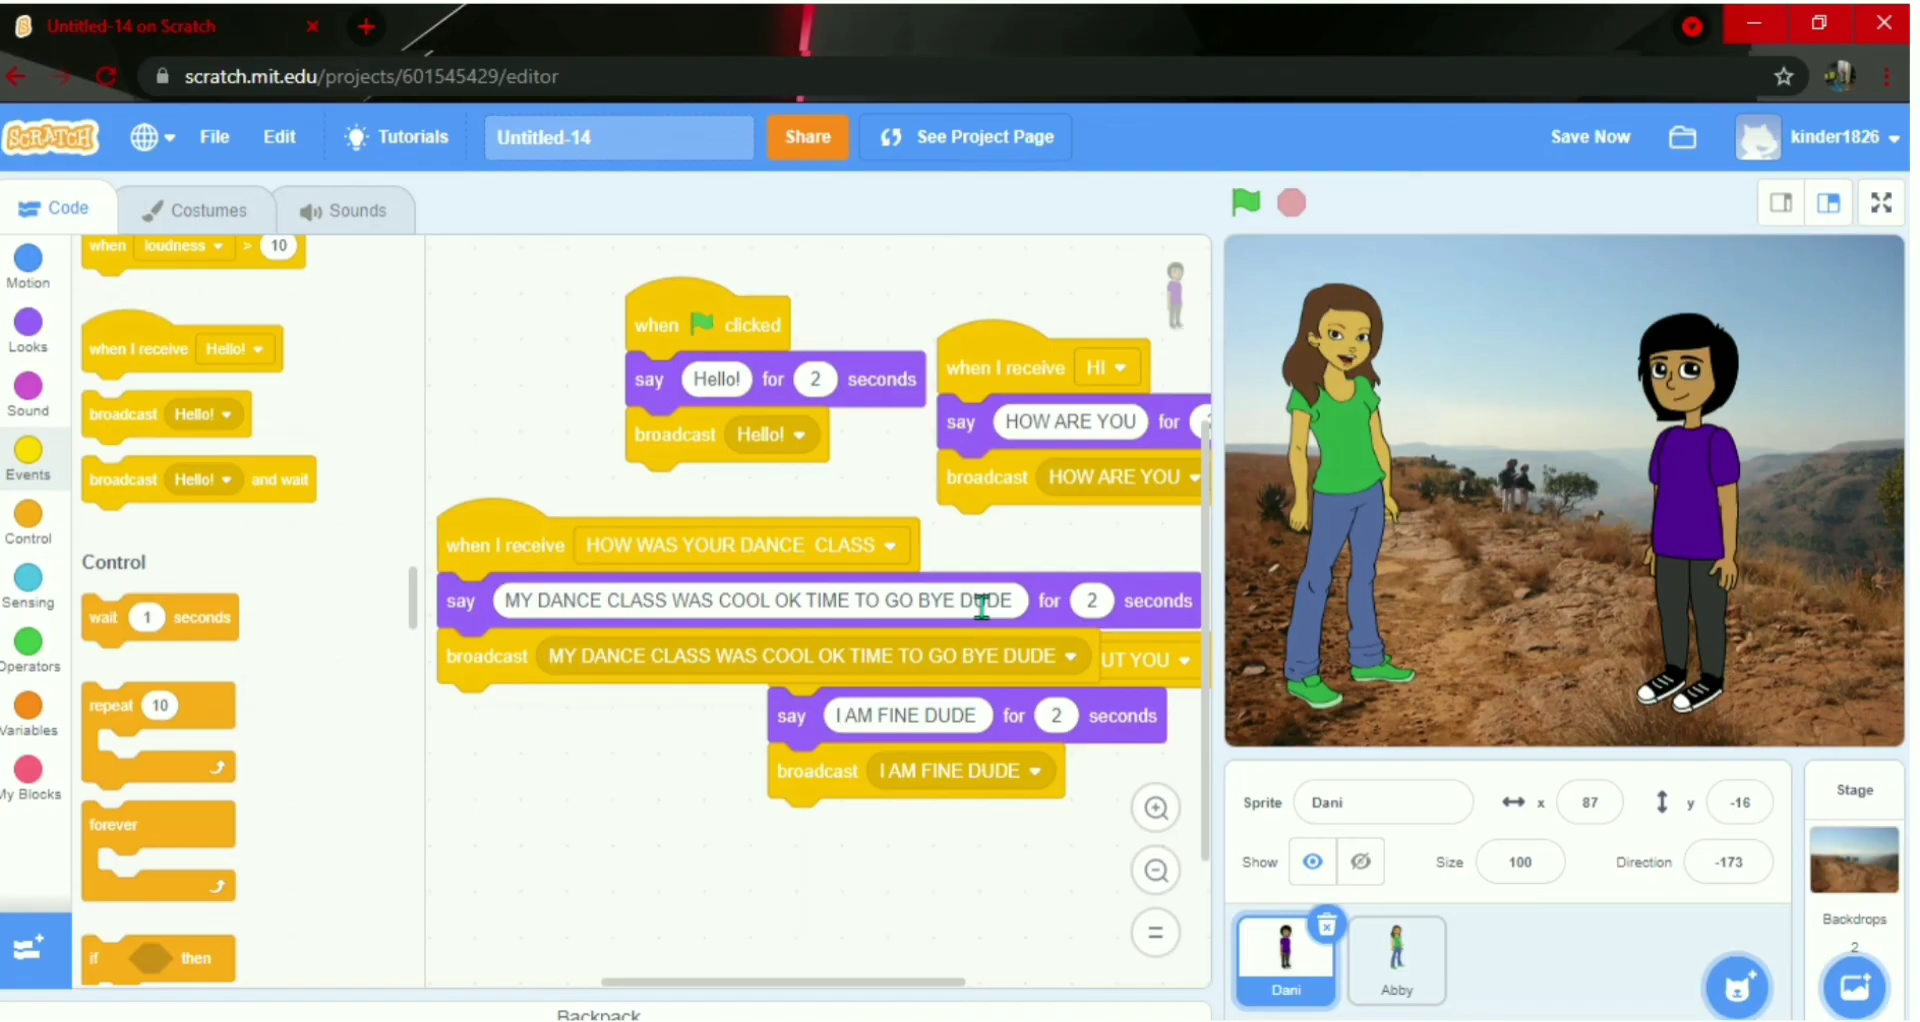 Untitled-14 on Scratch
scratch.mit.edu/projects/601545429/editor
SCRATCH
File
Edit
Tutorials
Untitled-14
Share
See Project Page
Save Now
kinder1826
Code
Costumes
Sounds
Motion
Looks
Sound
Events
Control
Sensing
Operators
Variables
My Blocks
when loudness > 10
when I receive Hello!
broadcast Hello!
broadcast Hello! and wait
Control
wait 1 seconds
repeat 10
forever
if then
when clicked
say Hello! for 2 seconds
broadcast Hello!
when I receive HI
say HOW ARE YOU for
broadcast HOW ARE YOU
when I receive HOW WAS YOUR DANCE CLASS
say MY DANCE CLASS WAS COOL OK TIME TO GO BYE DUDE for 2 seconds
broadcast MY DANCE CLASS WAS COOL OK TIME TO GO BYE DUDE
UT YOU
say I AM FINE DUDE for 2 seconds
broadcast I AM FINE DUDE
Sprite Dani x 87 y -16
Show Size 100 Direction -173
Dani
Abby
Stage
Backdrops
2
Backpack